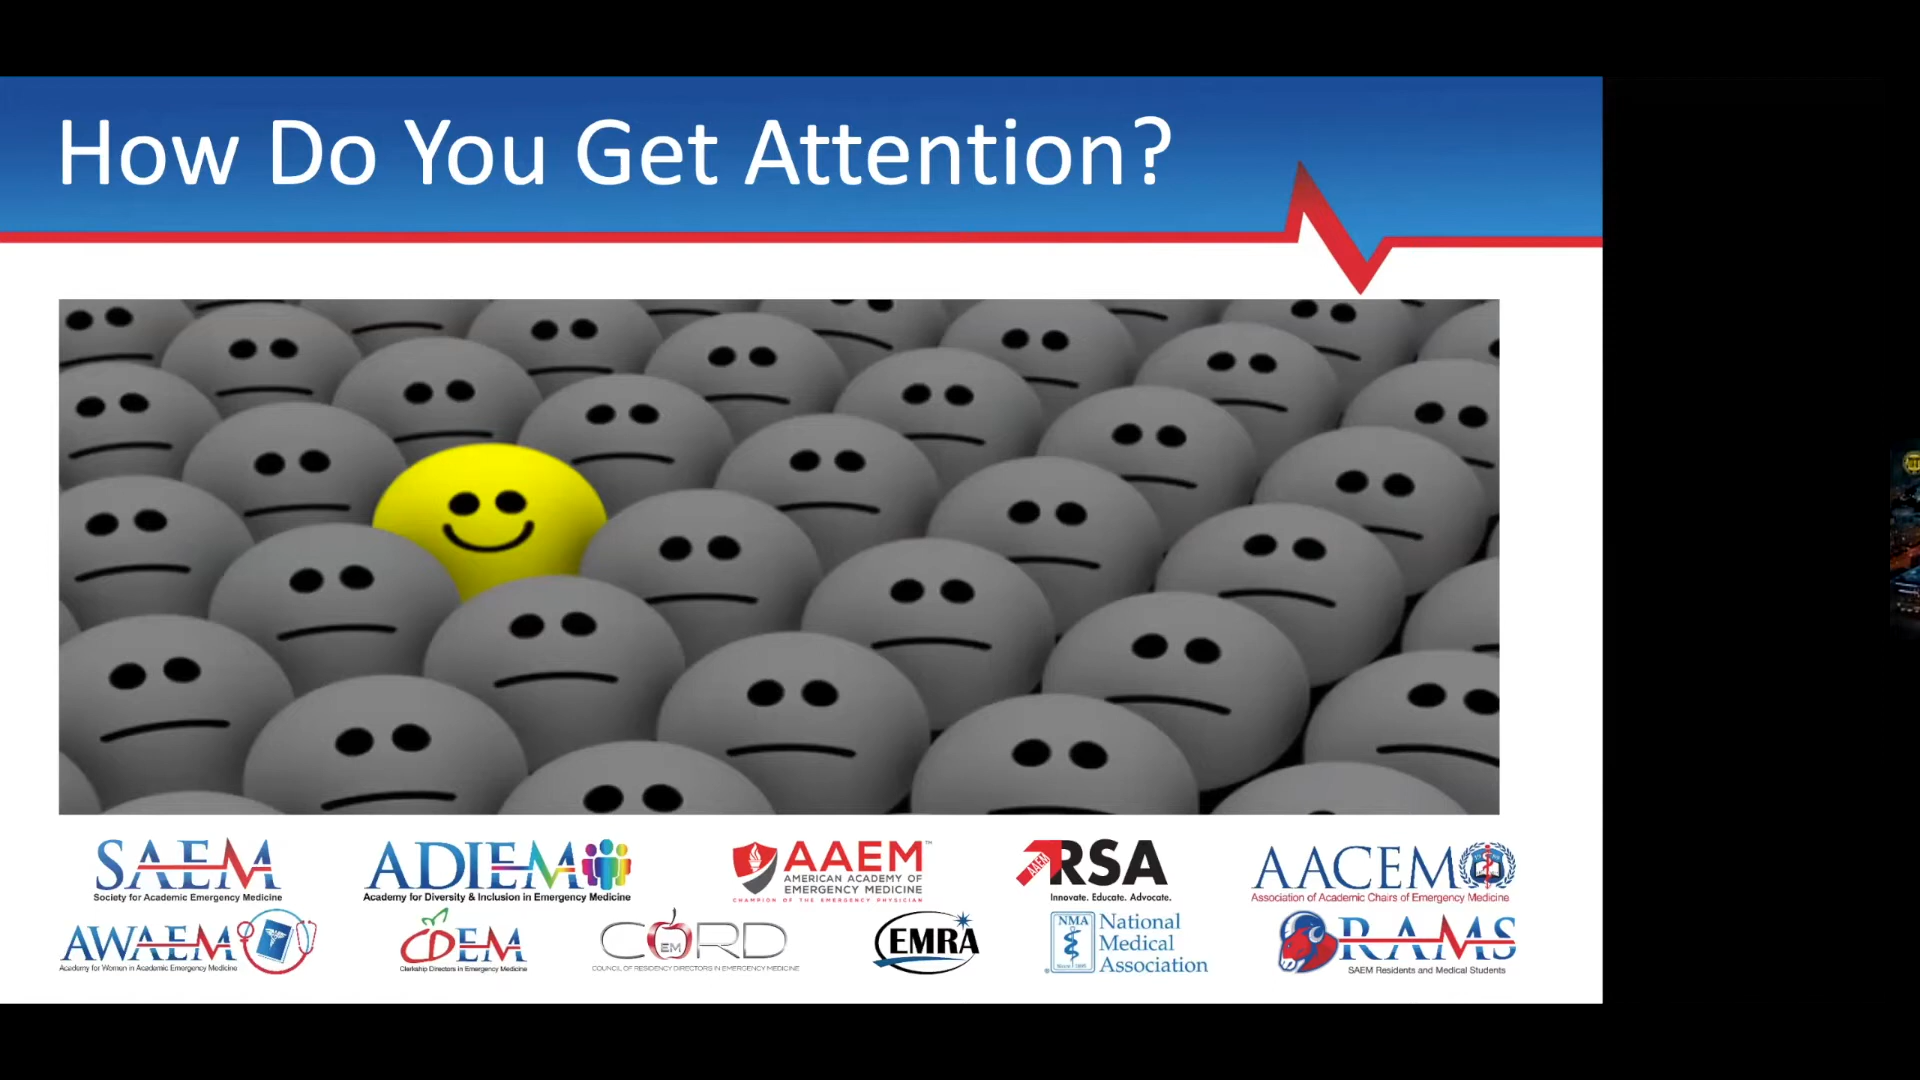 How Do You Get Attention?
SAEM
Society for Academic Emergency Medicine
ADIEM
Academy for Diversity & Inclusion in Emergency Medicine
AAEM™
AMERICAN ACADEMY OF
EMERGENCY MEDICINE
CHAMPION OF THE EMERGENCY PHYSICIAN
AAEM
RSA
Innovate. Educate. Advocate.
AACEM
Association of Academic Chairs of Emergency Medicine
AWAEM
Academy for Women in Academic Emergency Medicine
CDEM
Clerkship Directors in Emergency Medicine
CORD
EM
COUNCIL OF RESIDENCY DIRECTORS IN EMERGENCY MEDICINE
EMRA
NMA
National
Medical
Association
RAMS
SAEM Residents and Medical Students